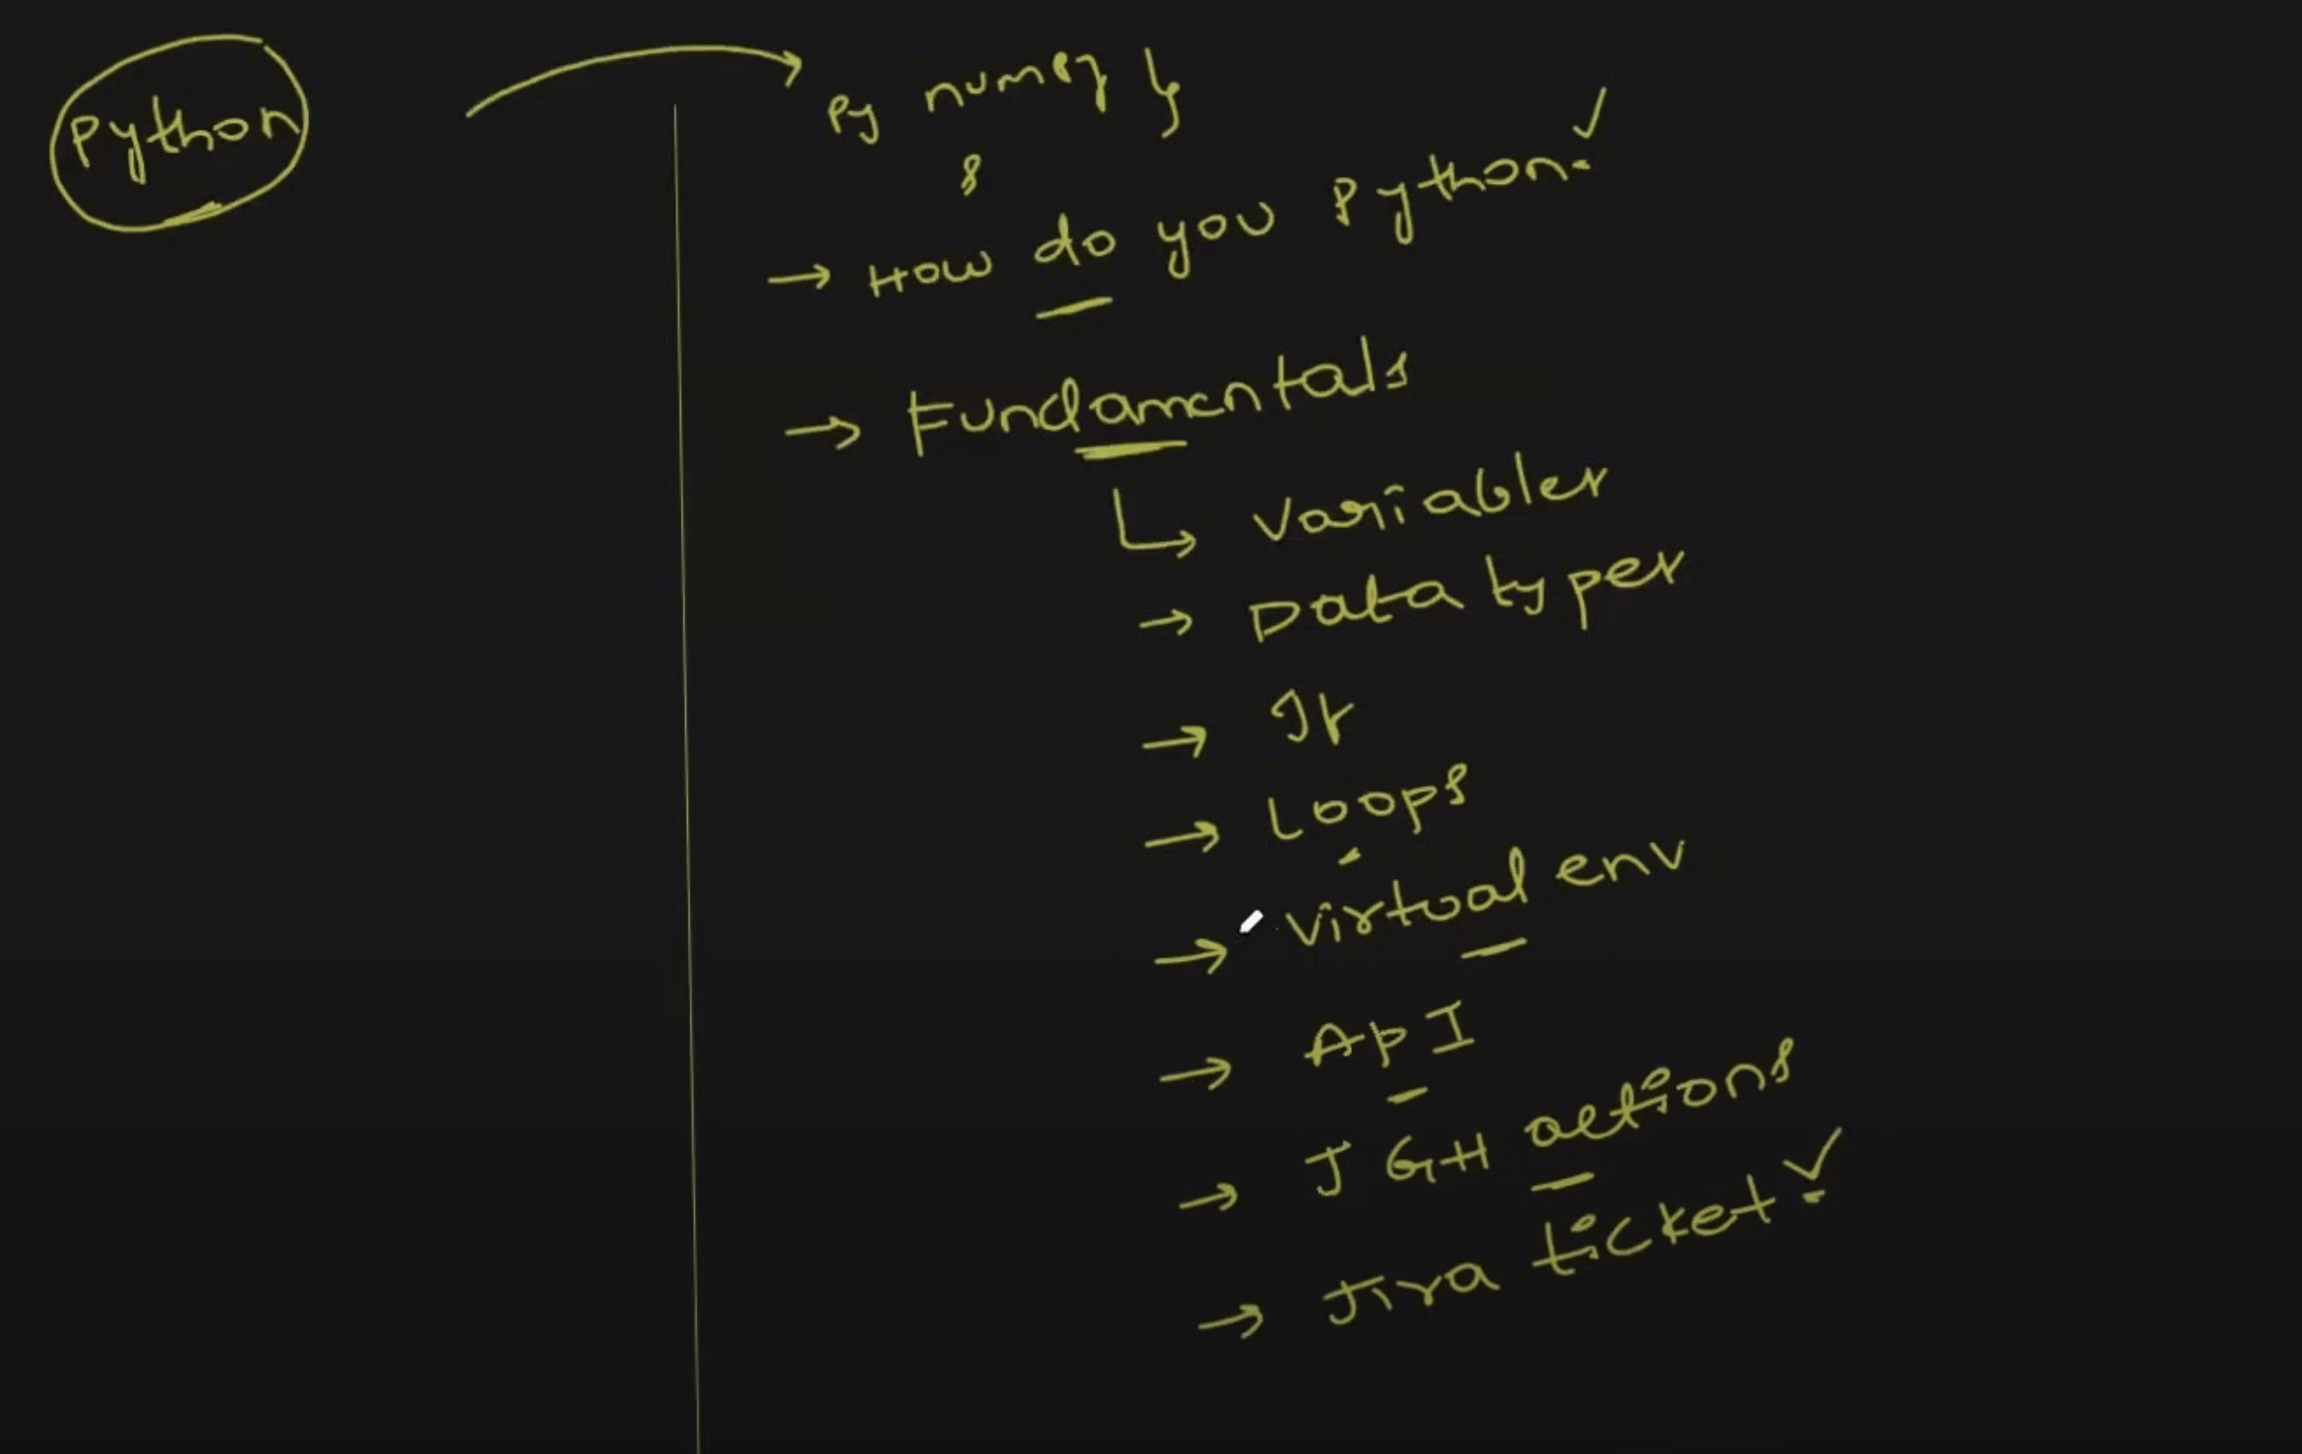 Python
Py
How do you Python.
Fundamentals
Variables
Data types
If
Loops
Virtual env
API
J GH actions
Jira ticket